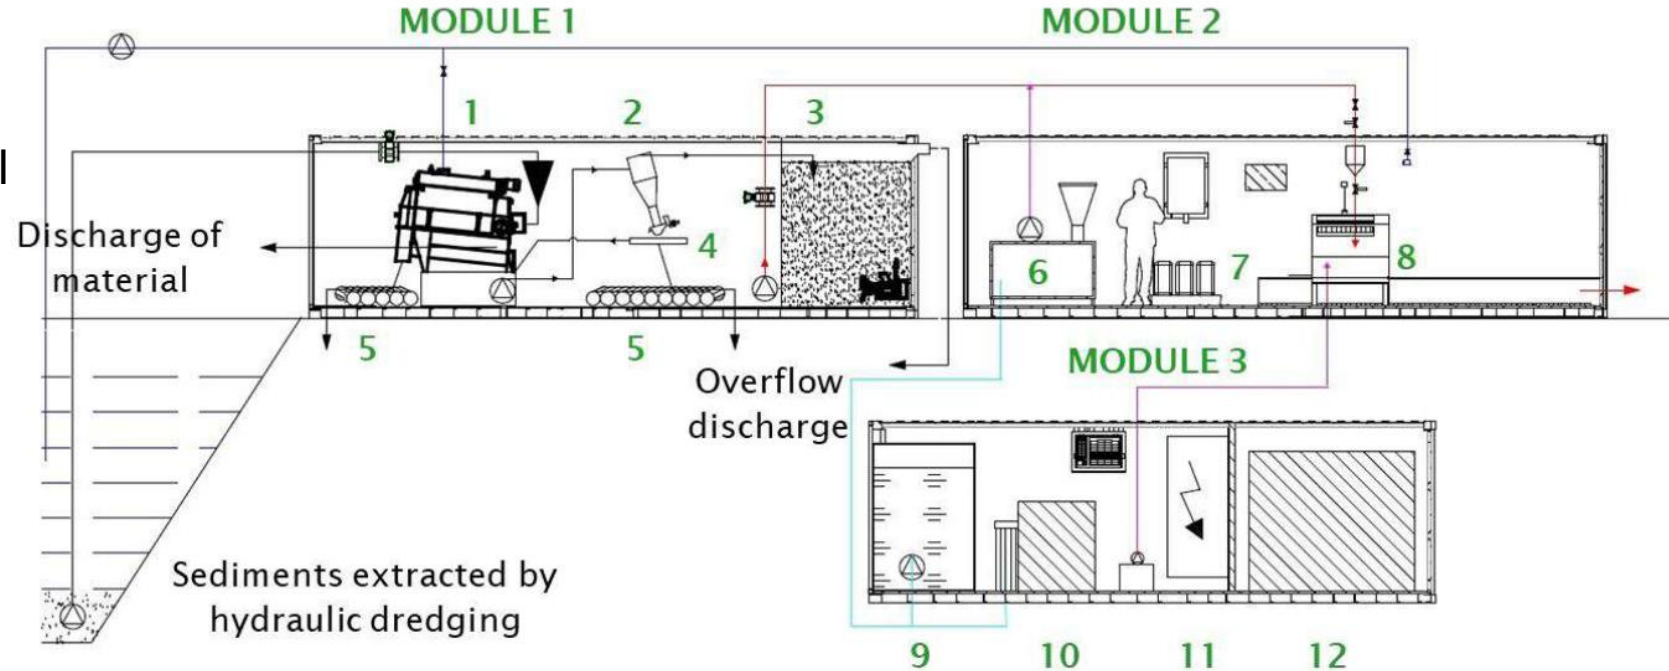 MODULE 1
MODULE 2
1
2
3
Discharge of
material
4
5
5
6
7
8
Overflow
discharge
MODULE 3
Sediments extracted by
hydraulic dredging
9
10
11
12